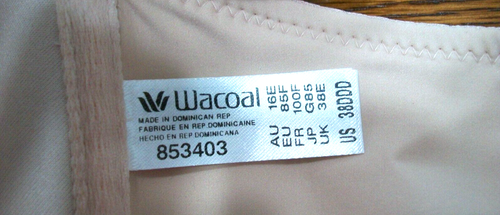 Wacoal
MADE IN DOMINICAN REP
FABRIQUE EN REP DOMINICAINE
HECHO EN REP DOMINICANA
853403
AU 16E
EU 85F
FR 100F
JP G85
UK 38E
US 38DDD